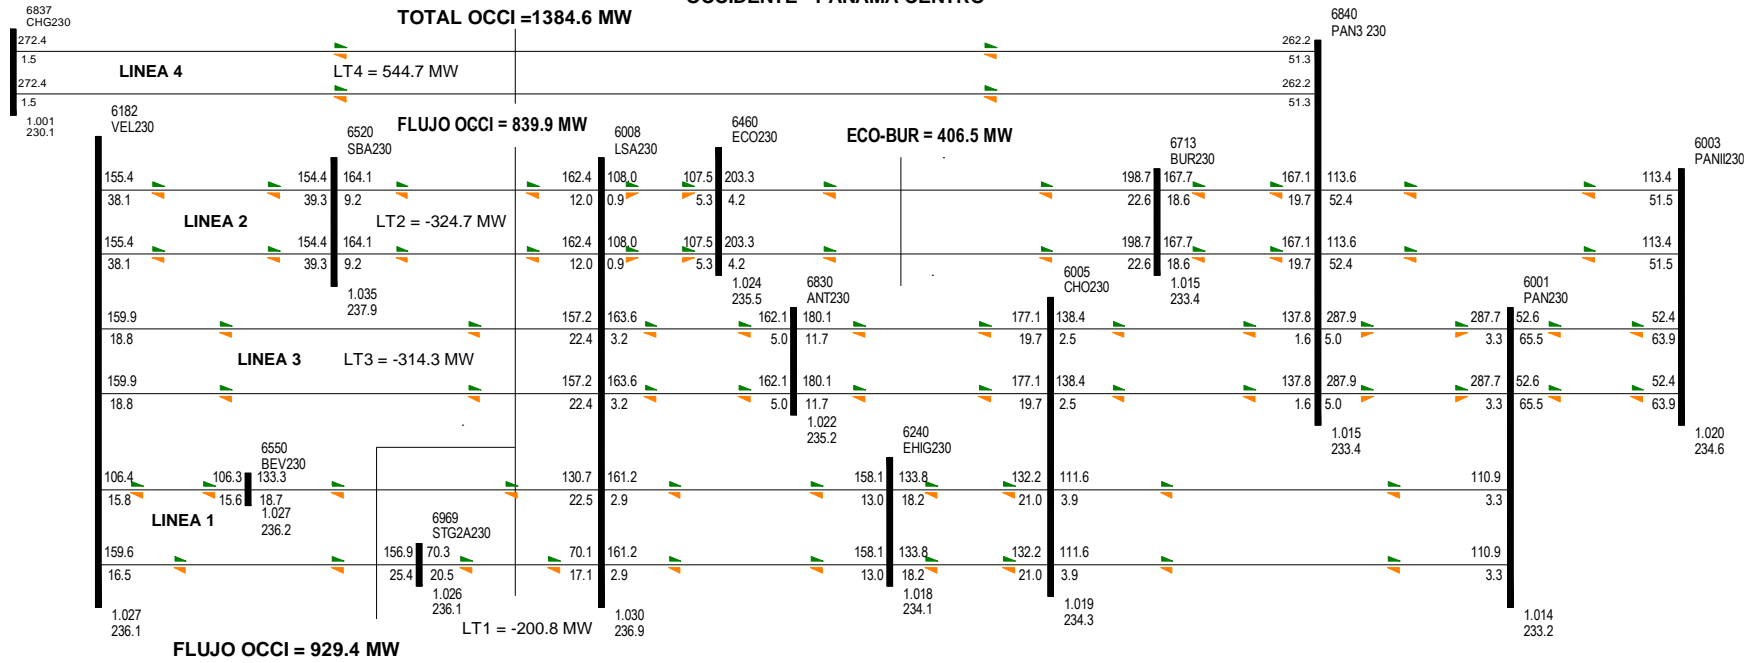 OCCIDENTE - PANAMA CENTRO
6837
CHG230
TOTAL OCCI =1384.6 MW
6840
PAN3 230
272.4
1.5
262.2
51.3
LINEA 4
LT4 = 544.7 MW
272.4
1.5
262.2
51.3
1.001
230.1
6182
VEL230
FLUJO OCCI = 839.9 MW
6520
SBA230
6008
LSA230
6460
ECO230
ECO-BUR = 406.5 MW
6713
BUR230
6003
PANII230
155.4 154.4 164.1 162.4 108.0 107.5 203.3 198.7 167.7 167.1 113.6 113.4
38.1 39.3 9.2 12.0 0.9 5.3 4.2 22.6 18.6 19.7 52.4 51.5
LINEA 2
LT2 = -324.7 MW
155.4 154.4 164.1 162.4 108.0 107.5 203.3 198.7 167.7 167.1 113.6 113.4
38.1 39.3 9.2 12.0 0.9 5.3 4.2 22.6 18.6 19.7 52.4 51.5
1.035
237.9
1.024
235.5
1.015
233.4
6830
ANT230
6005
CHO230
6001
PAN230
159.9 157.2 163.6 162.1 180.1 177.1 138.4 137.8 287.9 287.7 52.6 52.4
18.8 22.4 3.2 5.0 11.7 19.7 2.5 1.6 5.0 3.3 65.5 63.9
LINEA 3
LT3 = -314.3 MW
159.9 157.2 163.6 162.1 180.1 177.1 138.4 137.8 287.9 287.7 52.6 52.4
18.8 22.4 3.2 5.0 11.7 19.7 2.5 1.6 5.0 3.3 65.5 63.9
1.022
235.2
1.015
233.4
1.020
234.6
6550
BEV230
6240
EHIG230
106.4 106.3 133.3 130.7 161.2 158.1 133.8 132.2 111.6 110.9
15.8 15.6 18.7 22.5 2.9 13.0 18.2 21.0 3.9 3.3
1.027
236.2
LINEA 1
6969
STG2A230
159.6 156.9 70.3 70.1 161.2 158.1 133.8 132.2 111.6 110.9
16.5 25.4 20.5 17.1 2.9 13.0 18.2 21.0 3.9 3.3
1.026
236.1
1.018
234.1
1.019
234.3
1.027
236.1
LT1 = -200.8 MW
1.030
236.9
1.014
233.2
FLUJO OCCI = 929.4 MW